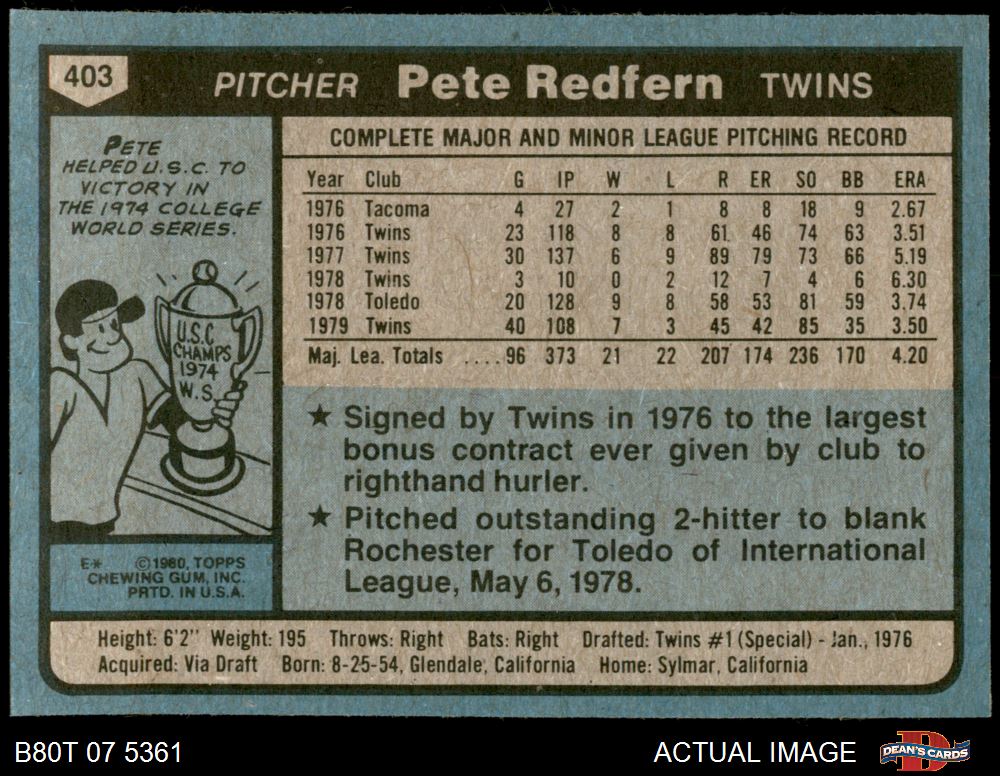 403 PITCHER Pete Redfern TWINS
PETE
HELPED U.S.C. TO
VICTORY IN
THE 1974 COLLEGE
WORLD SERIES.
U.S.C
CHAMPS
1974
W.S.
E* ©1980, TOPPS
CHEWING GUM, INC.
PRTD. IN U.S.A.
COMPLETE MAJOR AND MINOR LEAGUE PITCHING RECORD
Year Club G IP W L R ER SO BB ERA
1976 Tacoma 4 27 2 1 8 8 18 9 2.67
1976 Twins 23 118 8 8 61 46 74 63 3.51
1977 Twins 30 137 6 9 89 79 73 66 5.19
1978 Twins 3 10 0 2 12 7 4 6 6.30
1978 Toledo 20 128 9 8 58 53 81 59 3.74
1979 Twins 40 108 7 3 45 42 85 35 3.50
Maj. Lea. Totals ....96 373 21 22 207 174 236 170 4.20
★ Signed by Twins in 1976 to the largest
bonus contract ever given by club to
righthand hurler.
★ Pitched outstanding 2-hitter to blank
Rochester for Toledo of International
League, May 6, 1978.
Height: 6'2" Weight: 195 Throws: Right Bats: Right Drafted: Twins #1 (Special) - Jan., 1976
Acquired: Via Draft Born: 8-25-54, Glendale, California Home: Sylmar, California
B80T 07 5361 ACTUAL IMAGE DEAN'S CARDS